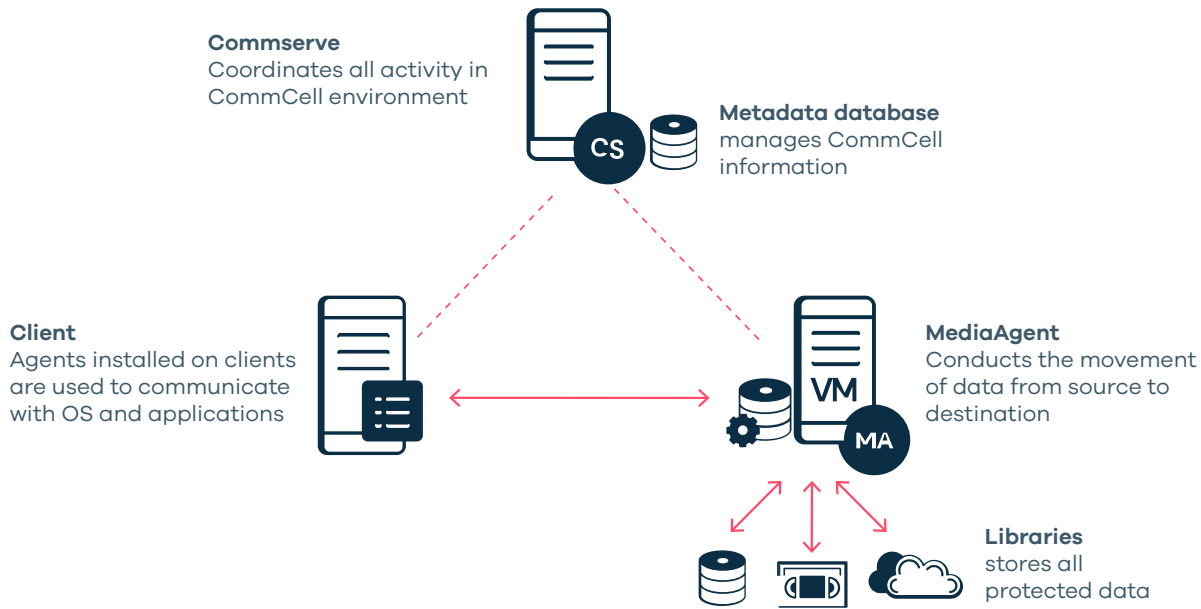 Commserve
Coordinates all activity in
CommCell environment
CS
Metadata database
manages CommCell
information
Client
Agents installed on clients
are used to communicate
with OS and applications
VM
MA
MediaAgent
Conducts the movement
of data from source to
destination
Libraries
stores all
protected data